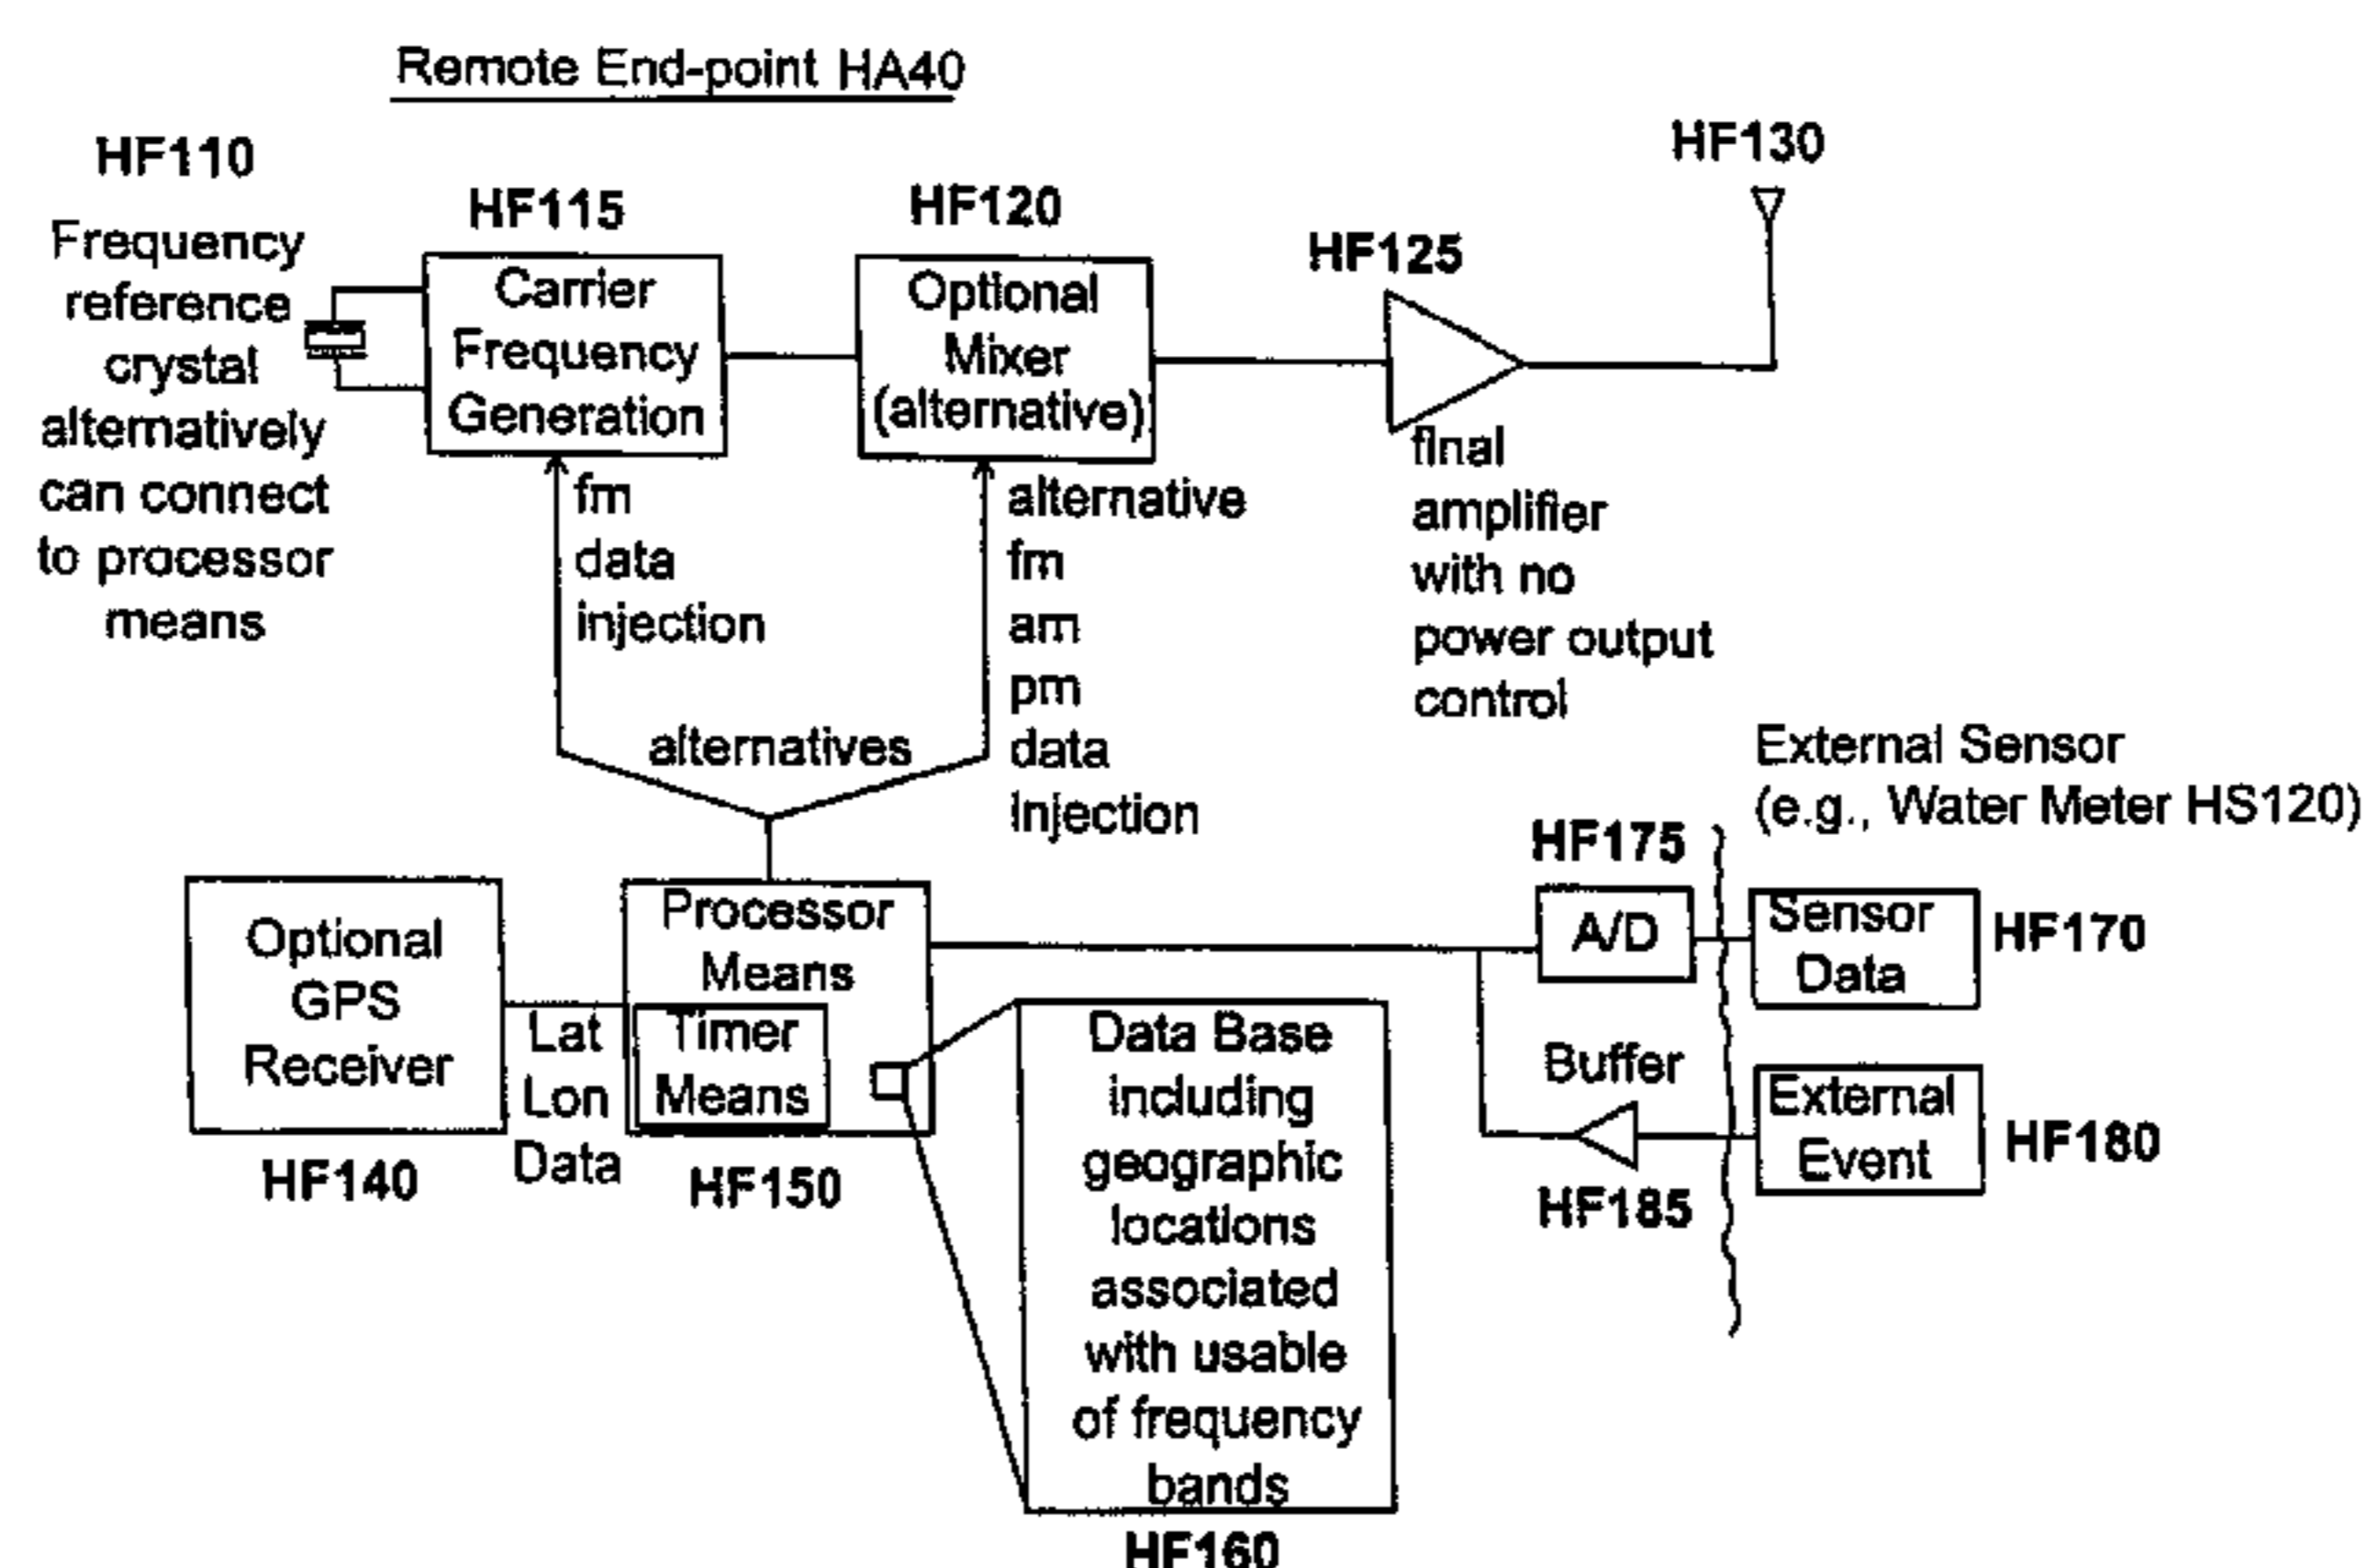 Remote End-point HA40
HF110
Frequency
reference
crystal
alternatively
can connect
to processor
means
HF115
Carrier
Frequency
Generation
HF120
Optional
Mixer
(alternative)
HF125
final
amplifier
with no
power output
control
HF130
fm
data
injection
alternatives
alternative
fm
am
pm
data
Injection
External Sensor
(e.g., Water Meter HS120)
Optional
GPS
Receiver
HF140
Lat
Lon
Data
Processor
Means
Timer
Means
HF150
Data Base
including
geographic
locations
associated
with usable
of frequency
bands
HF160
HF175
A/D
Sensor
Data
HF170
Buffer
HF185
External
Event
HF180